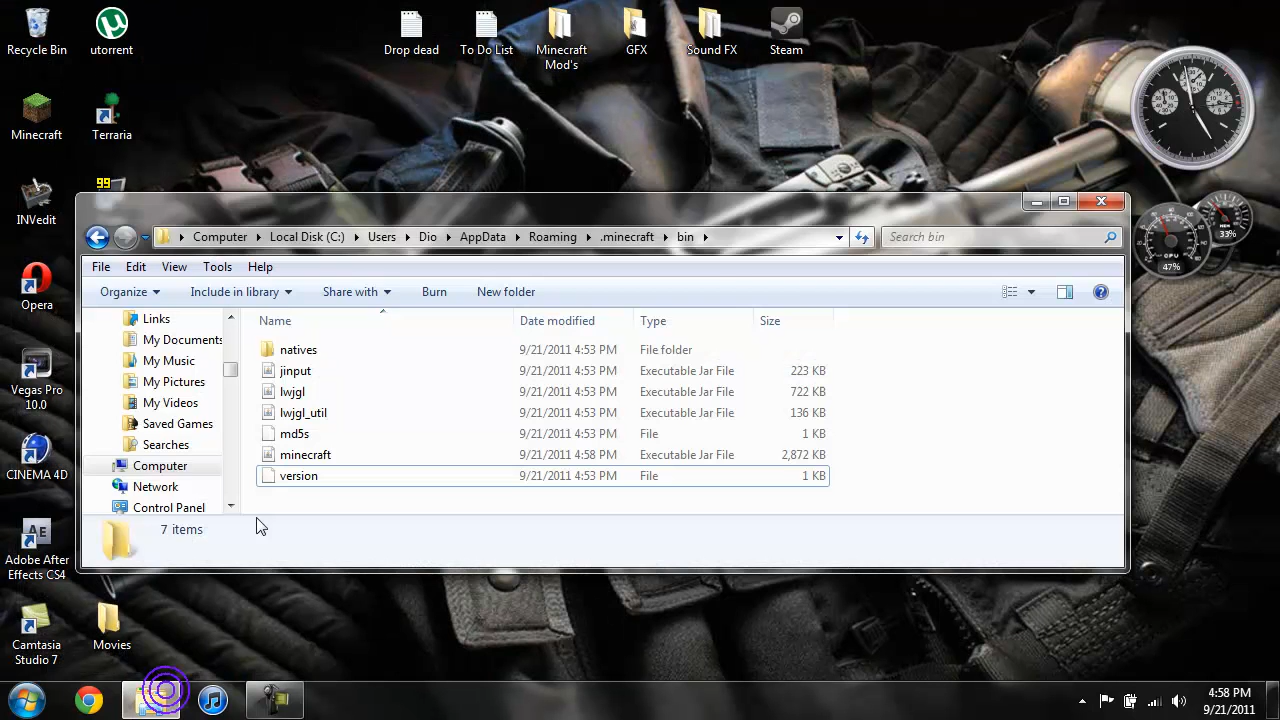 Recycle Bin
utorrent
Drop dead
To Do List
Minecraft
Mod's
GFX
Sound FX
Steam
Minecraft
Terraria
99
INVedit
Opera
Vegas Pro
10.0
CINEMA 4D
AE
Adobe After
Effects CS4
Camtasia
Studio 7
Movies
33%
CPU
47%
Computer
Local Disk (C:)
Users
Dio
AppData
Roaming
.minecraft
bin
Search bin
File Edit View Tools Help
Organize Include in library Share with Burn New folder
Links
My Documents
My Music
My Pictures
My Videos
Saved Games
Searches
Computer
Network
Control Panel
Name Date modified Type Size
natives 9/21/2011 4:53 PM File folder
jinput 9/21/2011 4:53 PM Executable Jar File 223 KB
lwjgl 9/21/2011 4:53 PM Executable Jar File 722 KB
lwjgl_util 9/21/2011 4:53 PM Executable Jar File 136 KB
md5s 9/21/2011 4:53 PM File 1 KB
minecraft 9/21/2011 4:58 PM Executable Jar File 2,872 KB
version 9/21/2011 4:53 PM File 1 KB
7 items
4:58 PM
9/21/2011